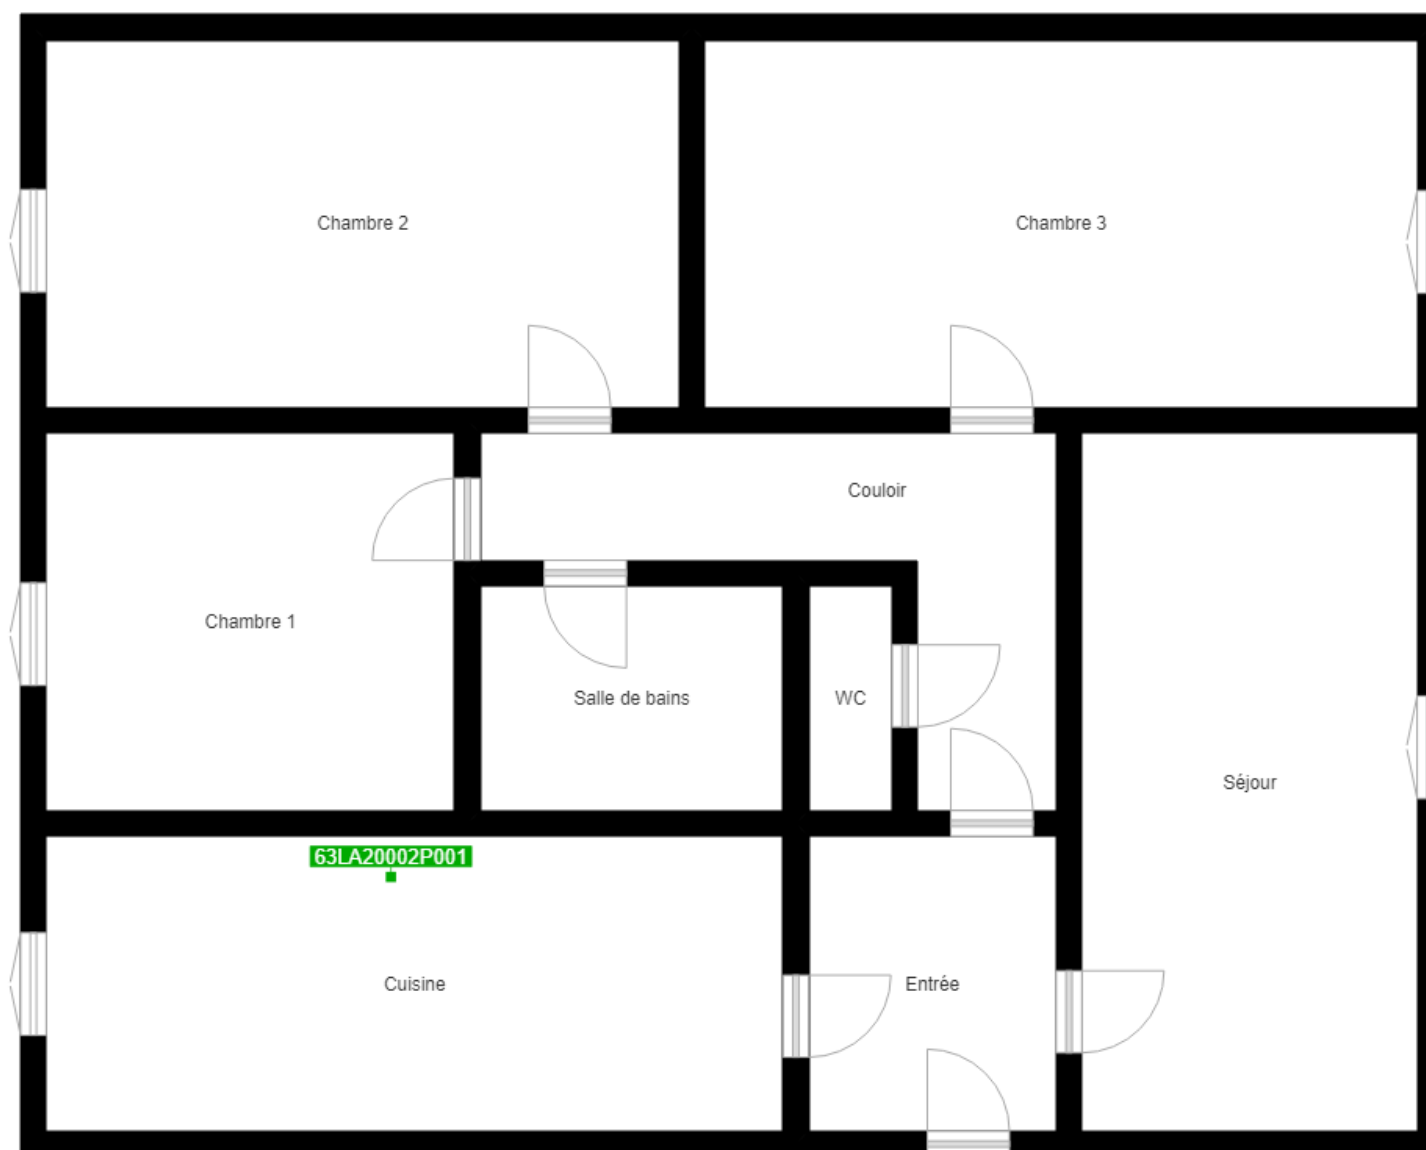 Chambre 2
Chambre 3
Couloir
Chambre 1
Salle de bains
WC
Séjour
63LA20002P001
Cuisine
Entrée